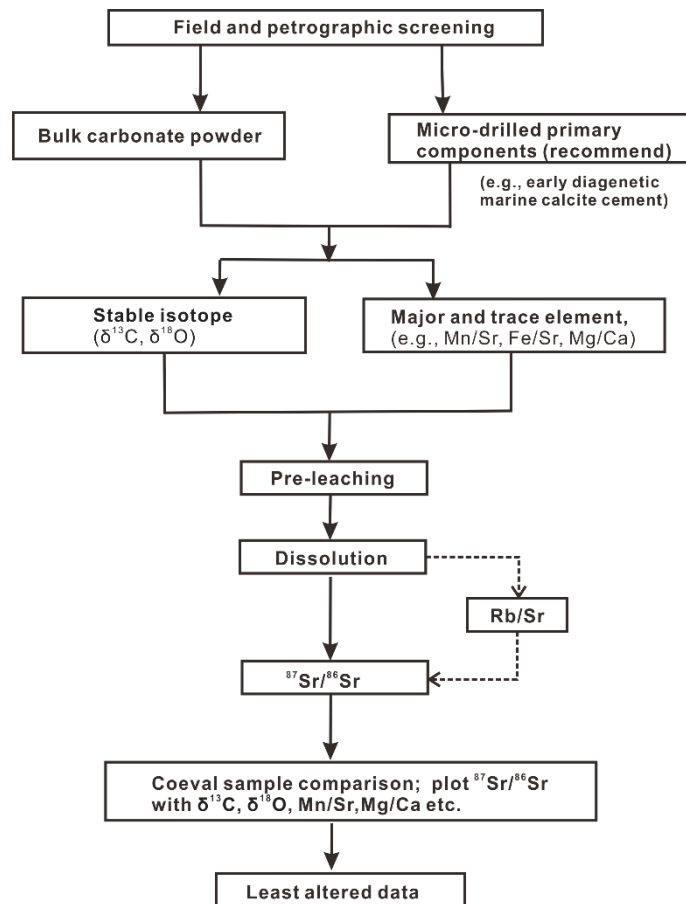 Field and petrographic screening
Bulk carbonate powder
Micro-drilled primary
components (recommend)
(e.g., early diagenetic
marine calcite cement)
Stable isotope
(δ¹³C, δ¹⁸O)
Major and trace element,
(e.g., Mn/Sr, Fe/Sr, Mg/Ca)
Pre-leaching
Dissolution
Rb/Sr
⁸⁷Sr/⁸⁶Sr
Coeval sample comparison; plot ⁸⁷Sr/⁸⁶Sr
with δ¹³C, δ¹⁸O, Mn/Sr,Mg/Ca etc.
Least altered data